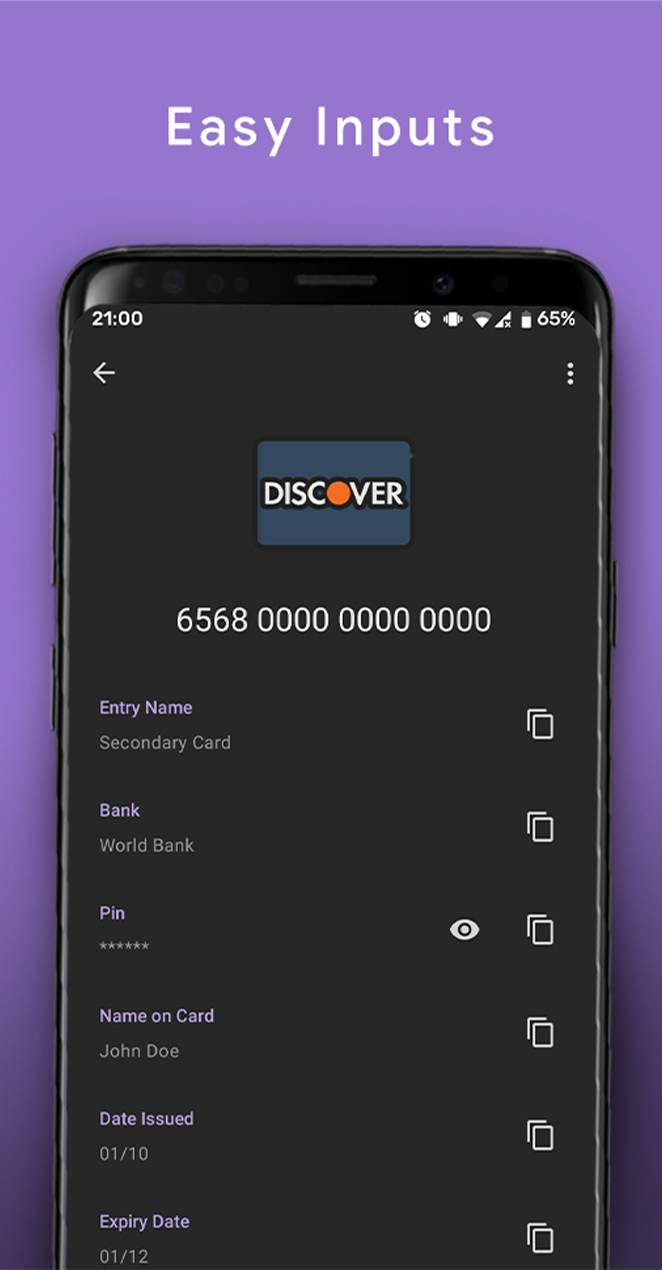 Easy Inputs
21:00 65%
DISCOVER
6568 0000 0000 0000
Entry Name
Secondary Card
Bank
World Bank
Pin
******
Name on Card
John Doe
Date Issued
01/10
Expiry Date
01/12